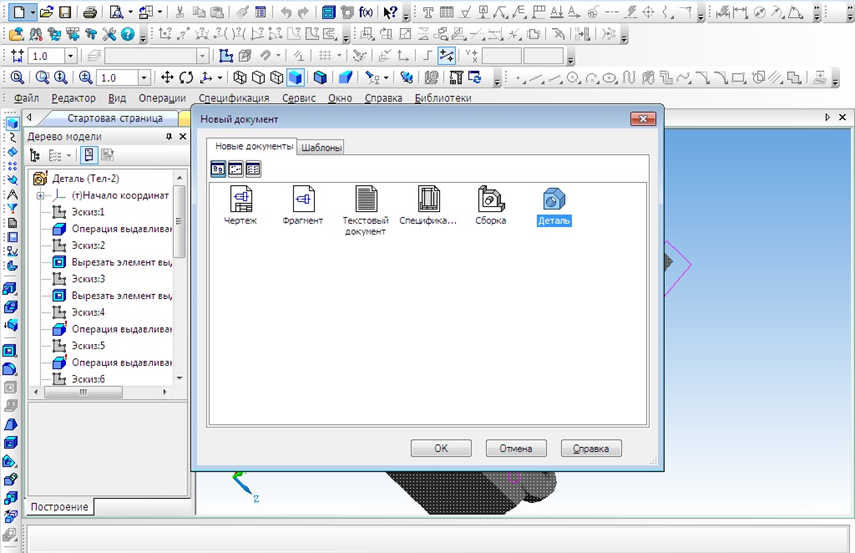 1.0
1.0
Файл Редактор Вид Операции Спецификация Сервис Окно Справка Библиотеки
Стартовая страница
Дерево модели
Деталь (Тел-2)
(т)Начало координат
Эскиз:1
Операция выдавливан
Эскиз:2
Вырезать элемент выд
Эскиз:3
Вырезать элемент выд
Эскиз:4
Операция выдавливан
Эскиз:5
Операция выдавливан
Эскиз:6
Построение
Новый документ
Новые документы Шаблоны
Чертеж Фрагмент Текстовый документ Специфика... Сборка Деталь
OK Отмена Справка
Z